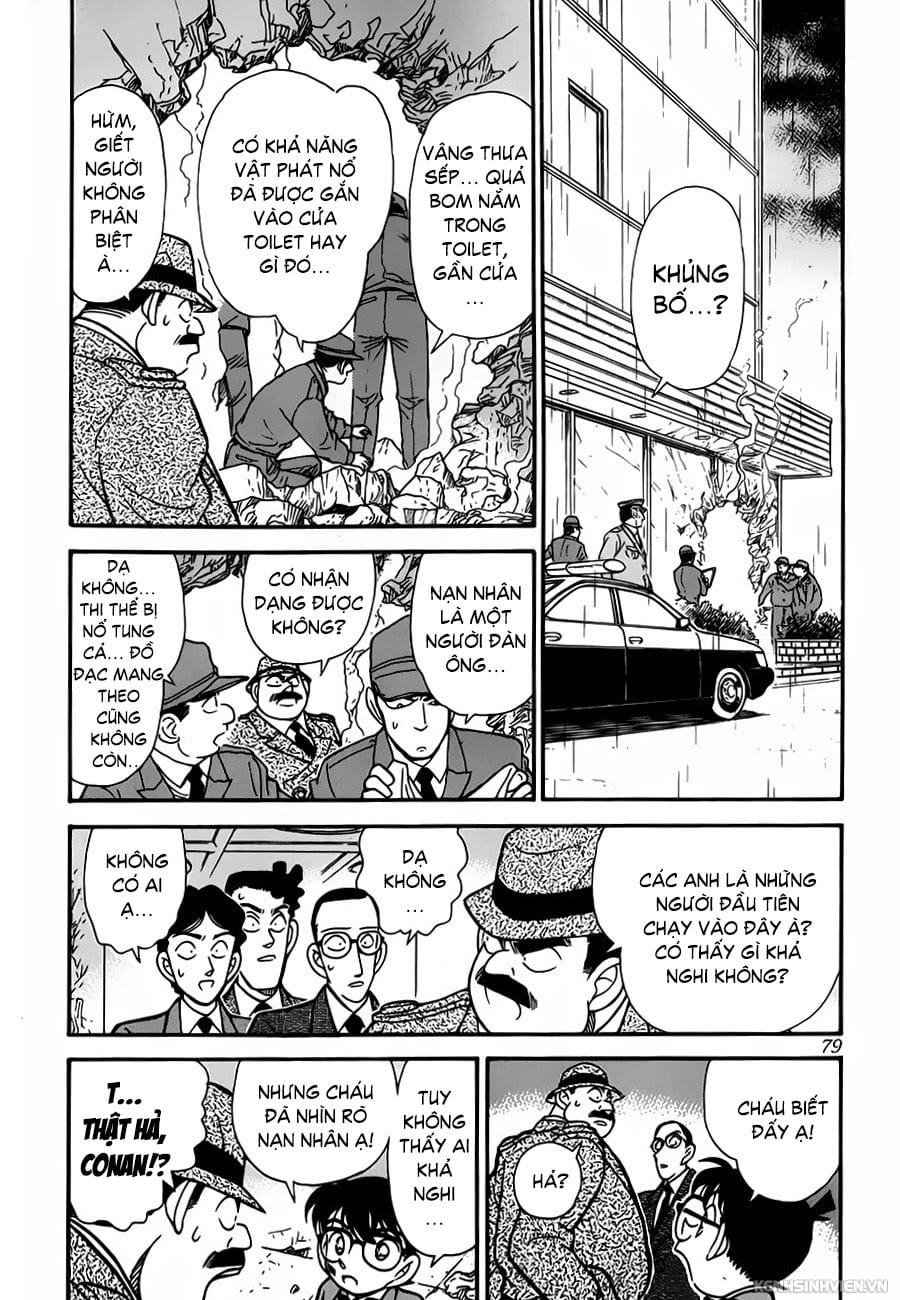 KHỦNG
BỐ...?
VÂNG THƯA
SẾP... QUẢ
BOM NẰM
TRONG
TOILET,
GẦN CỬA
...
CÓ KHẢ NĂNG
VẬT PHÁT NỔ
ĐÃ ĐƯỢC GẮN
VÀO CỬA
TOILET HAY
GÌ ĐÓ...
HỪM,
GIẾT
NGƯỜI
KHÔNG
PHÂN
BIỆT
À...
NẠN NHÂN
LÀ MỘT
NGƯỜI ĐÀN
ÔNG...
CÓ NHẬN
DẠNG ĐƯỢC
KHÔNG?
DẠ
KHÔNG...
THI THỂ BỊ
NỔ TUNG
CẢ... ĐỒ
ĐẠC MANG
THEO
CŨNG
KHÔNG
CÒN..
CÁC ANH LÀ NHỮNG
NGƯỜI ĐẦU TIÊN
CHẠY VÀO ĐÂY À?
CÓ THẤY GÌ KHẢ
NGHI KHÔNG?
DẠ
KHÔNG
...
KHÔNG
CÓ AI
Ạ...
79
CHÁU BIẾT
ĐẤY Ạ!
HẢ?
TUY
KHÔNG
THẤY AI
KHẢ
NGHI
...
NHƯNG CHÁU
ĐÃ NHÌN RÕ
NẠN NHÂN Ạ!
T...
THẬT HẢ,
CONAN!?
KENHSINHVIEN.VN